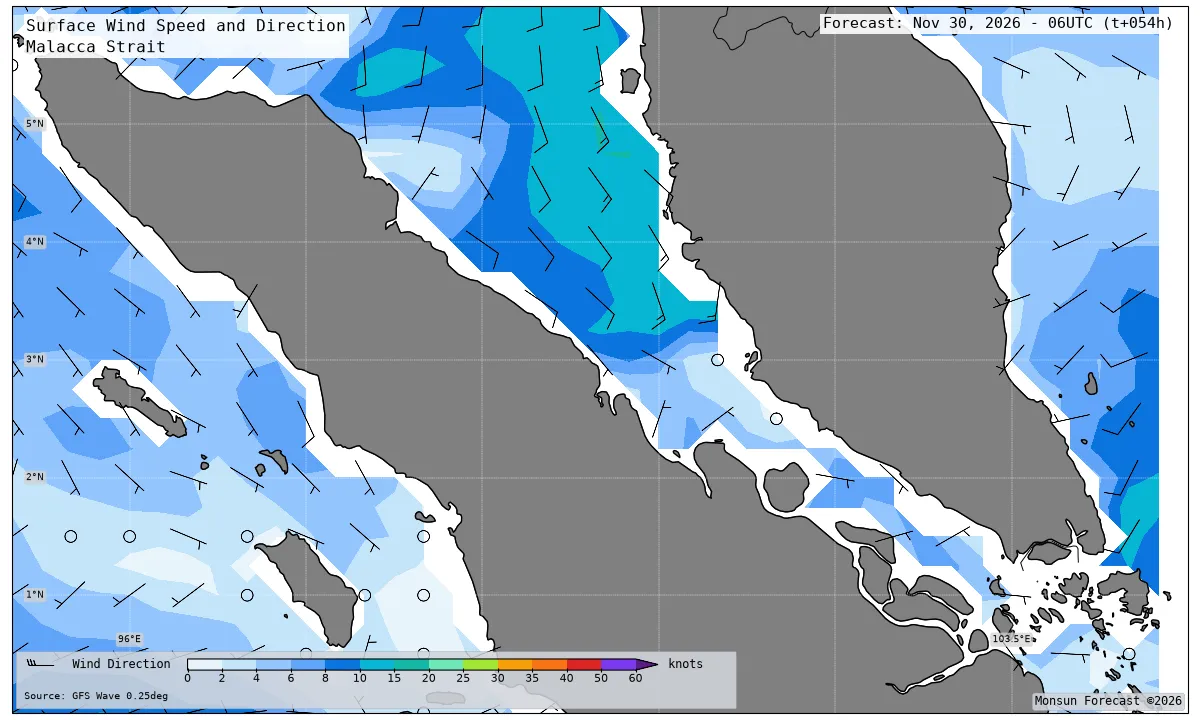 Surface Wind Speed and Direction
Malacca Strait
Forecast: Nov 30, 2026 - 06UTC (t+054h)
5°N
4°N
3°N
2°N
1°N
96°E
103.5°E
Wind Direction
knots
0 2 4 6 8 10 12 15 20 25 30 35 40 50 60
Source: GFS Wave 0.25deg
Monsun Forecast ©2026